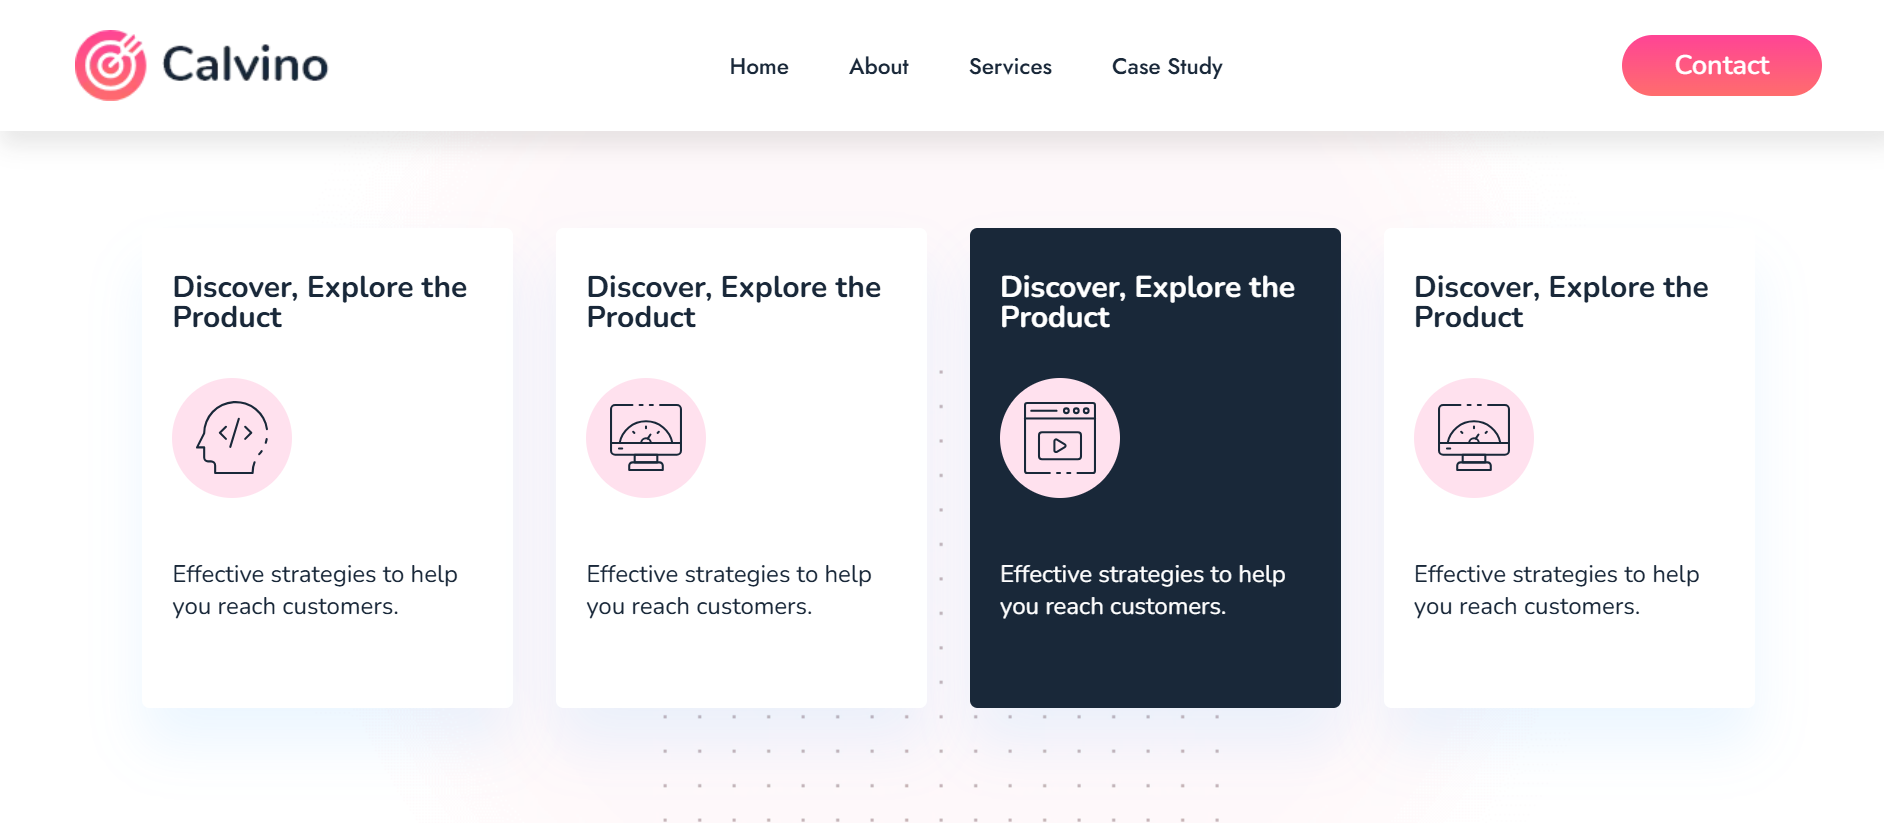 Calvino
Home
About
Services
Case Study
Contact
Discover, Explore the
Product
Effective strategies to help
you reach customers.
Discover, Explore the
Product
Effective strategies to help
you reach customers.
Discover, Explore the
Product
Effective strategies to help
you reach customers.
Discover, Explore the
Product
Effective strategies to help
you reach customers.